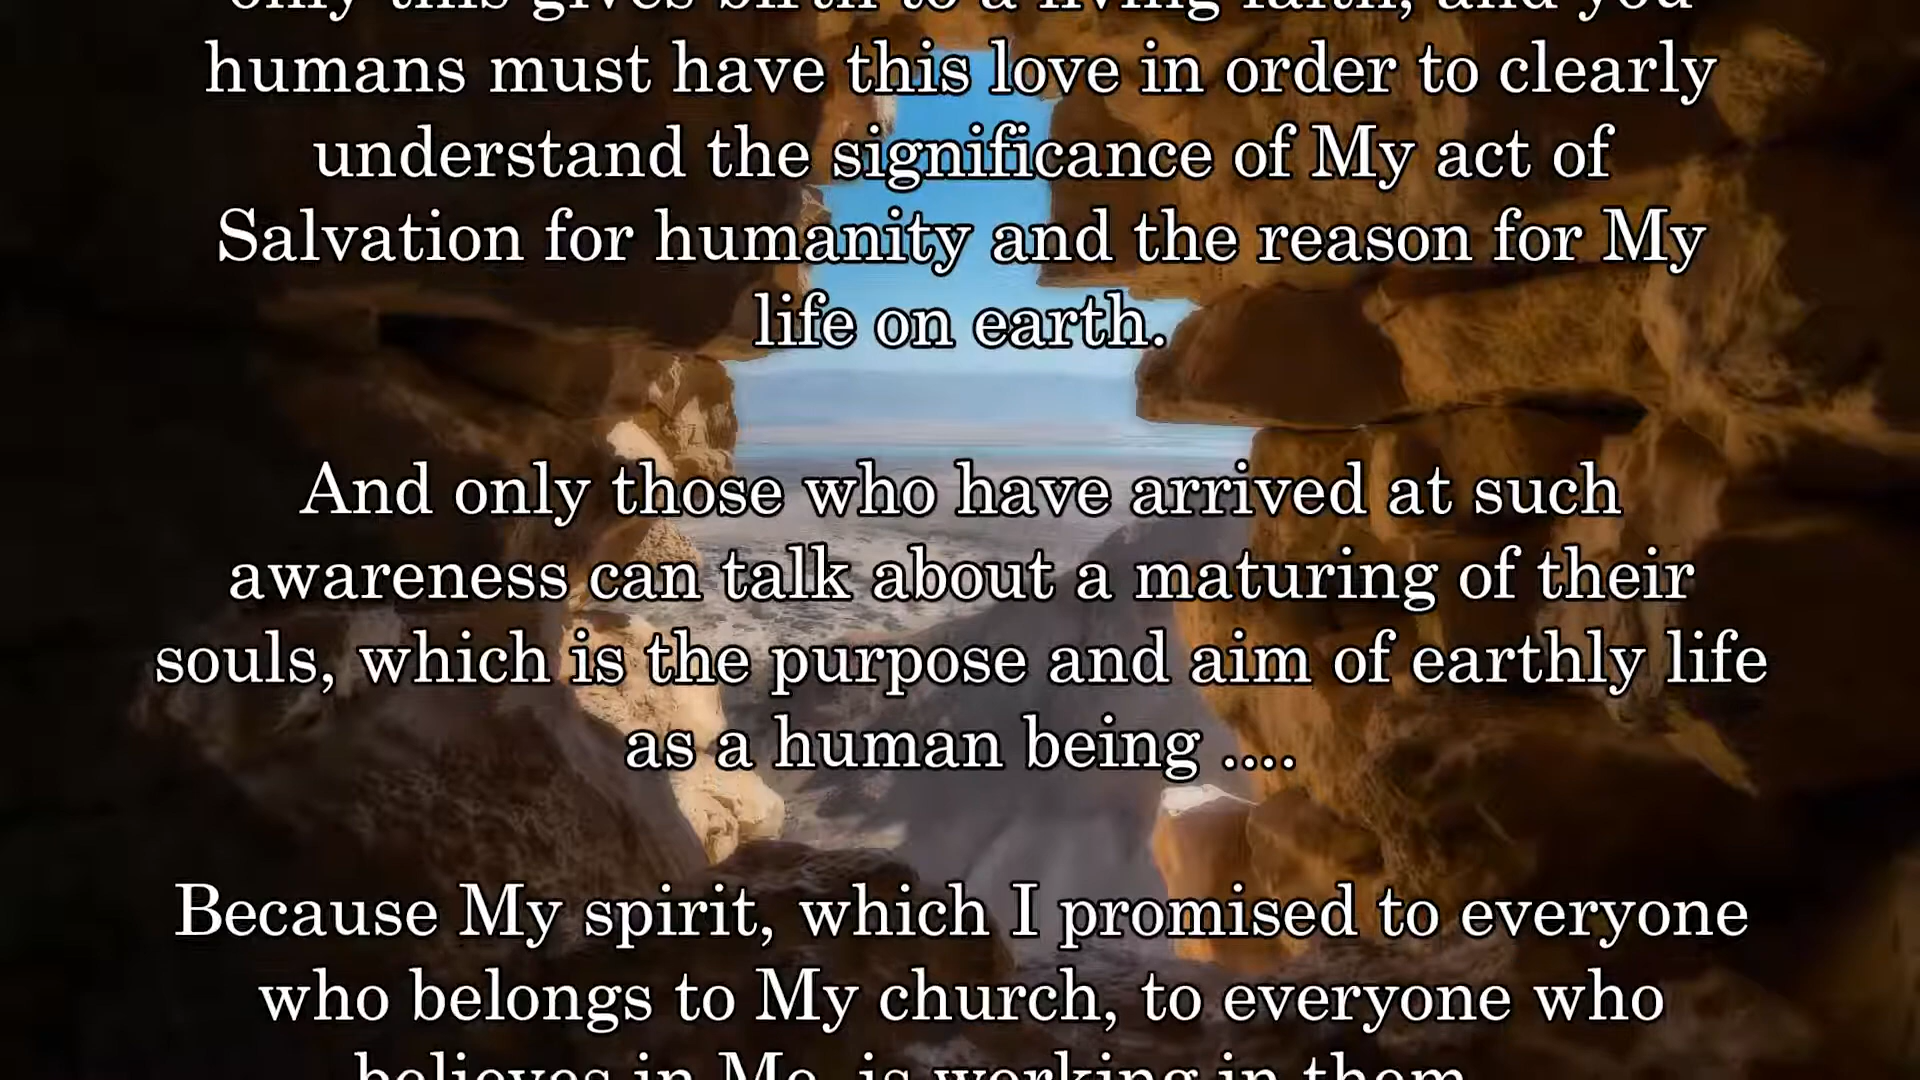 only this gives birth to a living faith, and you
humans must have this love in order to clearly
understand the significance of My act of
Salvation for humanity and the reason for My
life on earth.
And only those who have arrived at such
awareness can talk about a maturing of their
souls, which is the purpose and aim of earthly life
as a human being ....
Because My spirit, which I promised to everyone
who belongs to My church, to everyone who
believes in Me, is working in them